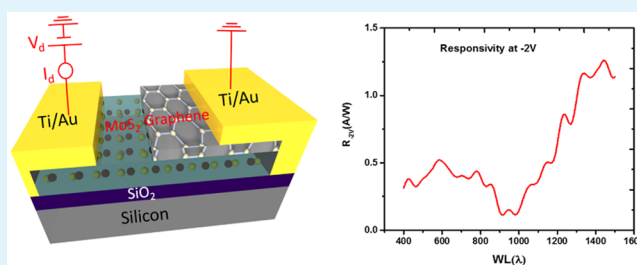 V_d
I_d
Ti/Au
Ti/Au
MoS₂ Graphene
SiO₂
Silicon
Responsivity at -2V
R_-2V(A/W)
1.5
1.0
0.5
0.0
400 600 800 1000 1200 1400 1600
WL(λ)